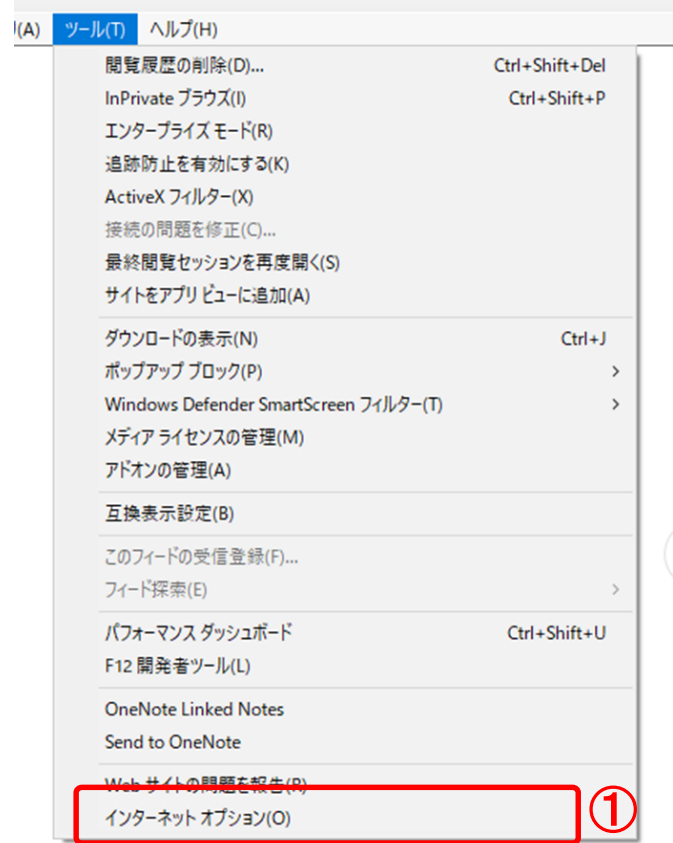 (A) ツール(T) ヘルプ(H)
閲覧履歴の削除(D)... Ctrl+Shift+Del
InPrivate ブラウズ(I) Ctrl+Shift+P
エンタープライズ モード(R)
追跡防止を有効にする(K)
ActiveX フィルター(X)
接続の問題を修正(C)...
最終閲覧セッションを再度開く(S)
サイトをアプリ ビューに追加(A)
ダウンロードの表示(N) Ctrl+J
ポップアップ ブロック(P) >
Windows Defender SmartScreen フィルター(T) >
メディア ライセンスの管理(M)
アドオンの管理(A)
互換表示設定(B)
このフィードの受信登録(F)...
フィード探索(E) >
パフォーマンス ダッシュボード Ctrl+Shift+U
F12 開発者ツール(L)
OneNote Linked Notes
Send to OneNote
Web サイトの問題を報告(R)
インターネット オプション(O) ①